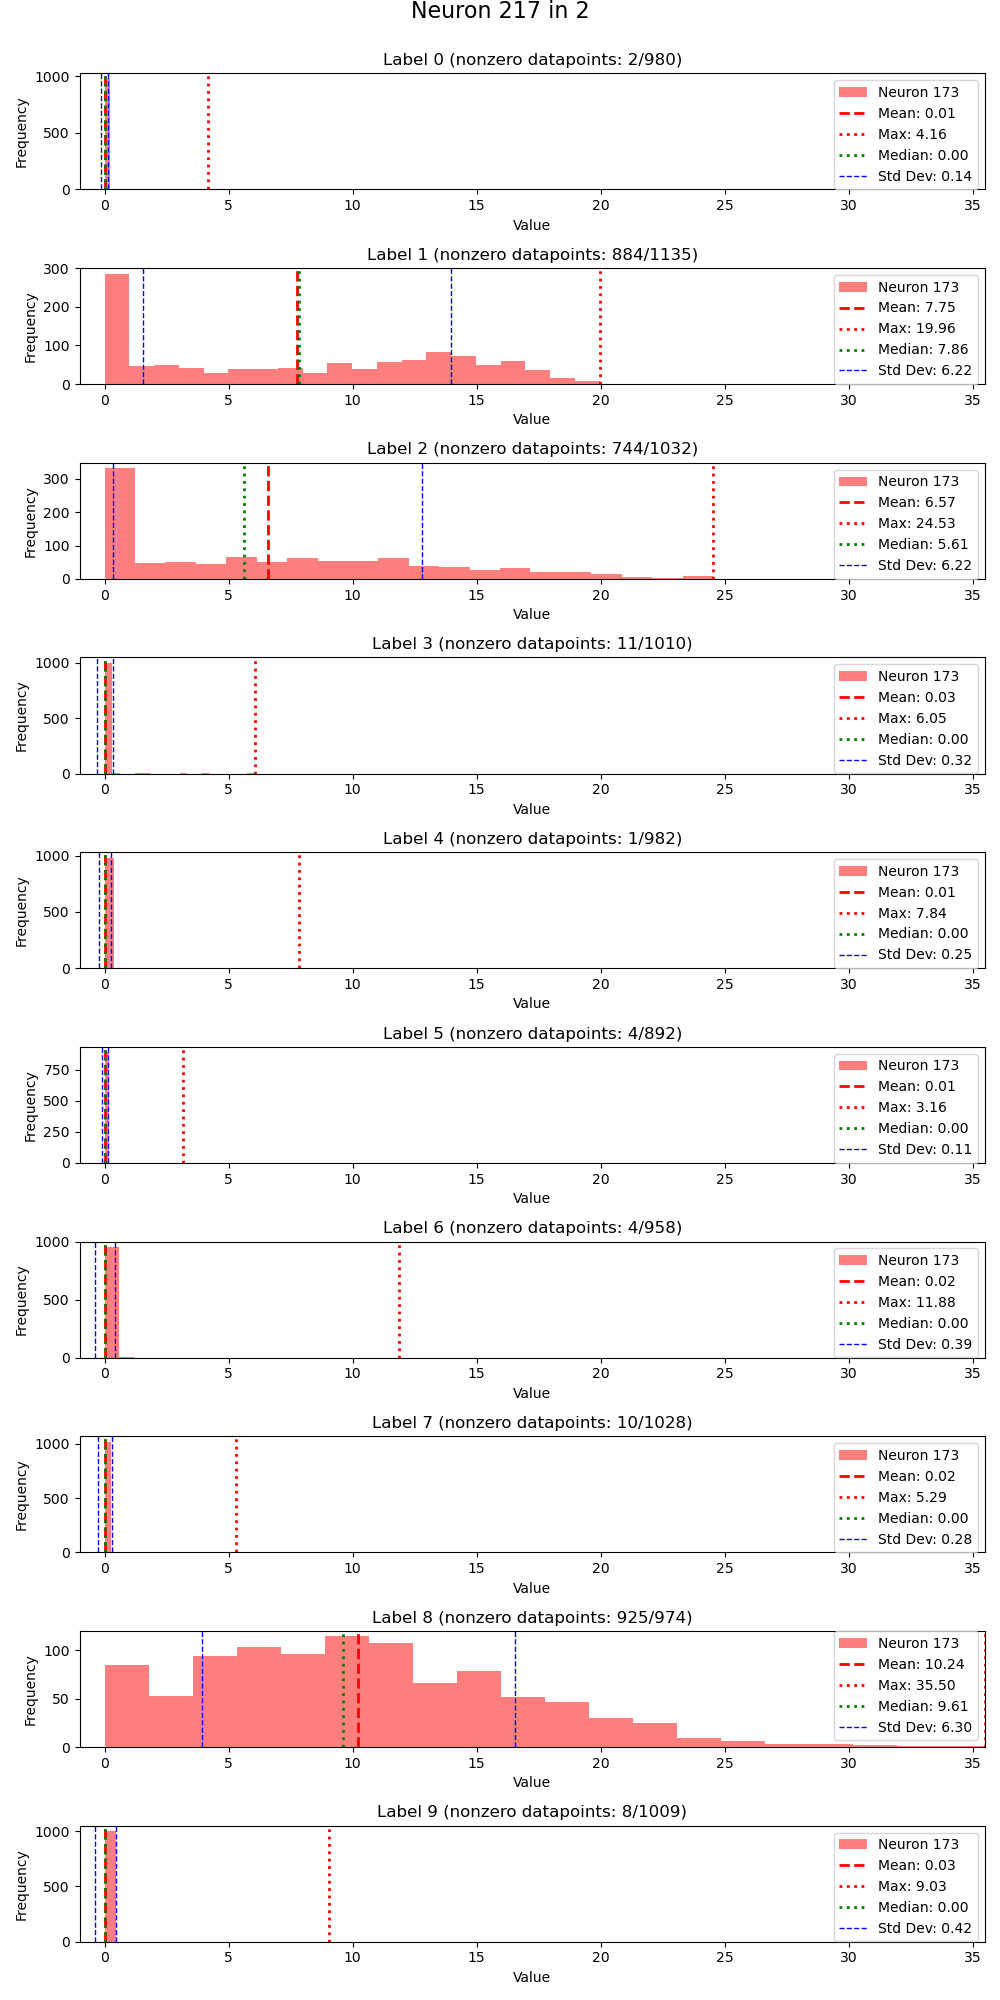 Neuron 217 in 2
Label 0 (nonzero datapoints: 2/980)
Frequency
1000
500
0
Neuron 173
Mean: 0.01
Max: 4.16
Median: 0.00
Std Dev: 0.14
0 5 10 15 20 25 30 35
Value
Label 1 (nonzero datapoints: 884/1135)
Frequency
300
200
100
0
Neuron 173
Mean: 7.75
Max: 19.96
Median: 7.86
Std Dev: 6.22
0 5 10 15 20 25 30 35
Value
Label 2 (nonzero datapoints: 744/1032)
Frequency
300
200
100
0
Neuron 173
Mean: 6.57
Max: 24.53
Median: 5.61
Std Dev: 6.22
0 5 10 15 20 25 30 35
Value
Label 3 (nonzero datapoints: 11/1010)
Frequency
1000
500
0
Neuron 173
Mean: 0.03
Max: 6.05
Median: 0.00
Std Dev: 0.32
0 5 10 15 20 25 30 35
Value
Label 4 (nonzero datapoints: 1/982)
Frequency
1000
500
0
Neuron 173
Mean: 0.01
Max: 7.84
Median: 0.00
Std Dev: 0.25
0 5 10 15 20 25 30 35
Value
Label 5 (nonzero datapoints: 4/892)
Frequency
750
500
250
0
Neuron 173
Mean: 0.01
Max: 3.16
Median: 0.00
Std Dev: 0.11
0 5 10 15 20 25 30 35
Value
Label 6 (nonzero datapoints: 4/958)
Frequency
1000
500
0
Neuron 173
Mean: 0.02
Max: 11.88
Median: 0.00
Std Dev: 0.39
0 5 10 15 20 25 30 35
Value
Label 7 (nonzero datapoints: 10/1028)
Frequency
1000
500
0
Neuron 173
Mean: 0.02
Max: 5.29
Median: 0.00
Std Dev: 0.28
0 5 10 15 20 25 30 35
Value
Label 8 (nonzero datapoints: 925/974)
Frequency
100
50
0
Neuron 173
Mean: 10.24
Max: 35.50
Median: 9.61
Std Dev: 6.30
0 5 10 15 20 25 30 35
Value
Label 9 (nonzero datapoints: 8/1009)
Frequency
1000
500
0
Neuron 173
Mean: 0.03
Max: 9.03
Median: 0.00
Std Dev: 0.42
0 5 10 15 20 25 30 35
Value